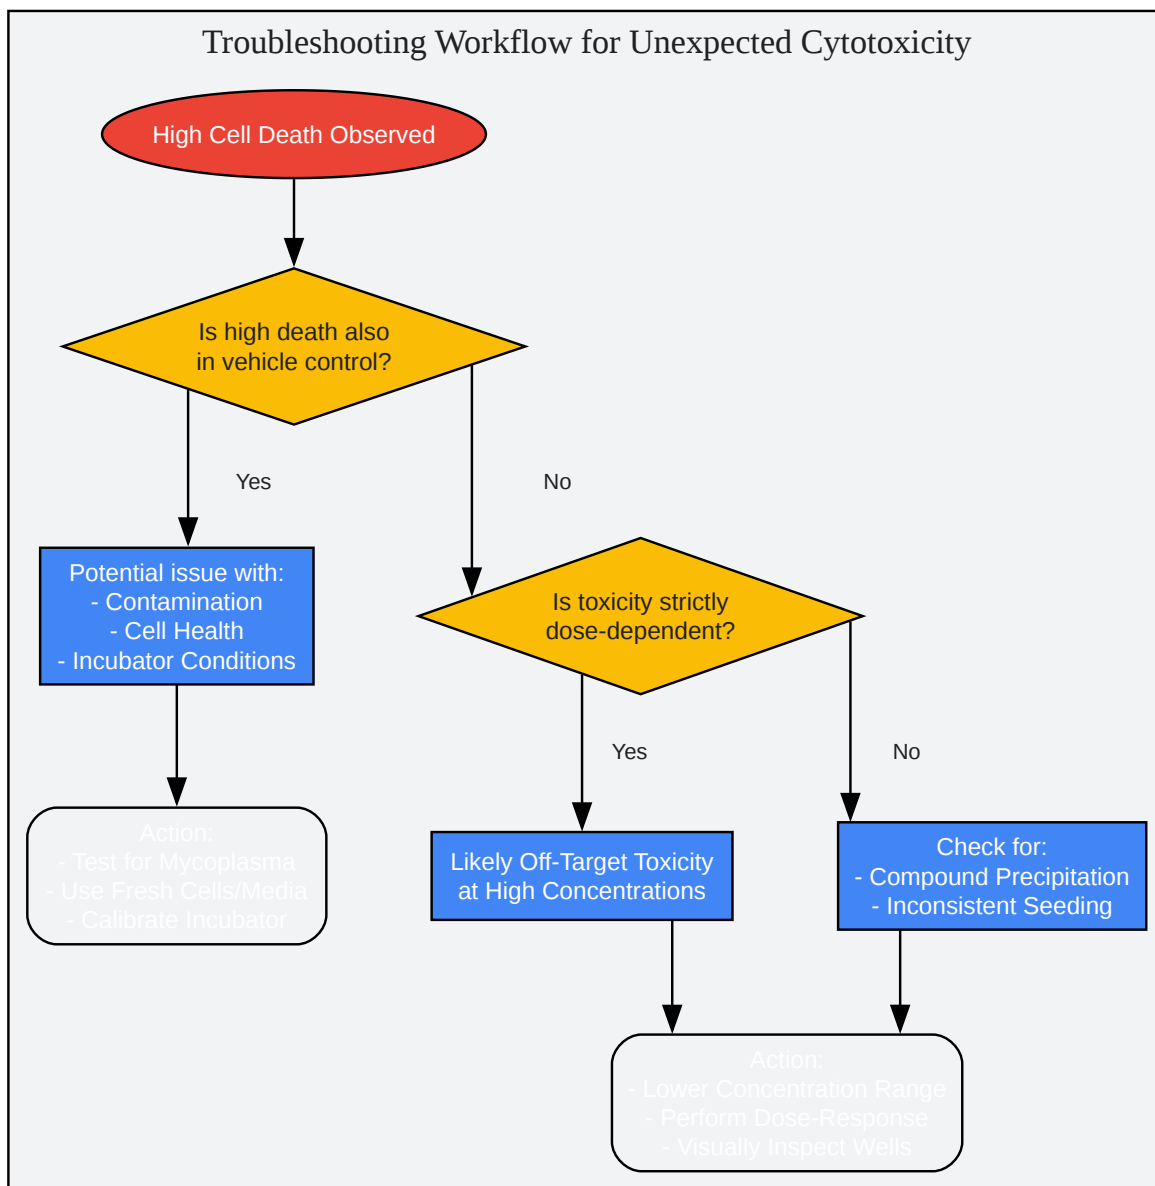 Troubleshooting Workflow for Unexpected Cytotoxicity
High Cell Death Observed
Is high death also
in vehicle control?
Yes
No
Potential issue with:
- Contamination
- Cell Health
- Incubator Conditions
Is toxicity strictly
dose-dependent?
Yes
No
Action:
- Test for Mycoplasma
- Use Fresh Cells/Media
- Calibrate Incubator
Likely Off-Target Toxicity
at High Concentrations
Check for:
- Compound Precipitation
- Inconsistent Seeding
Action:
- Lower Concentration Range
- Perform Dose-Response
- Visually Inspect Wells